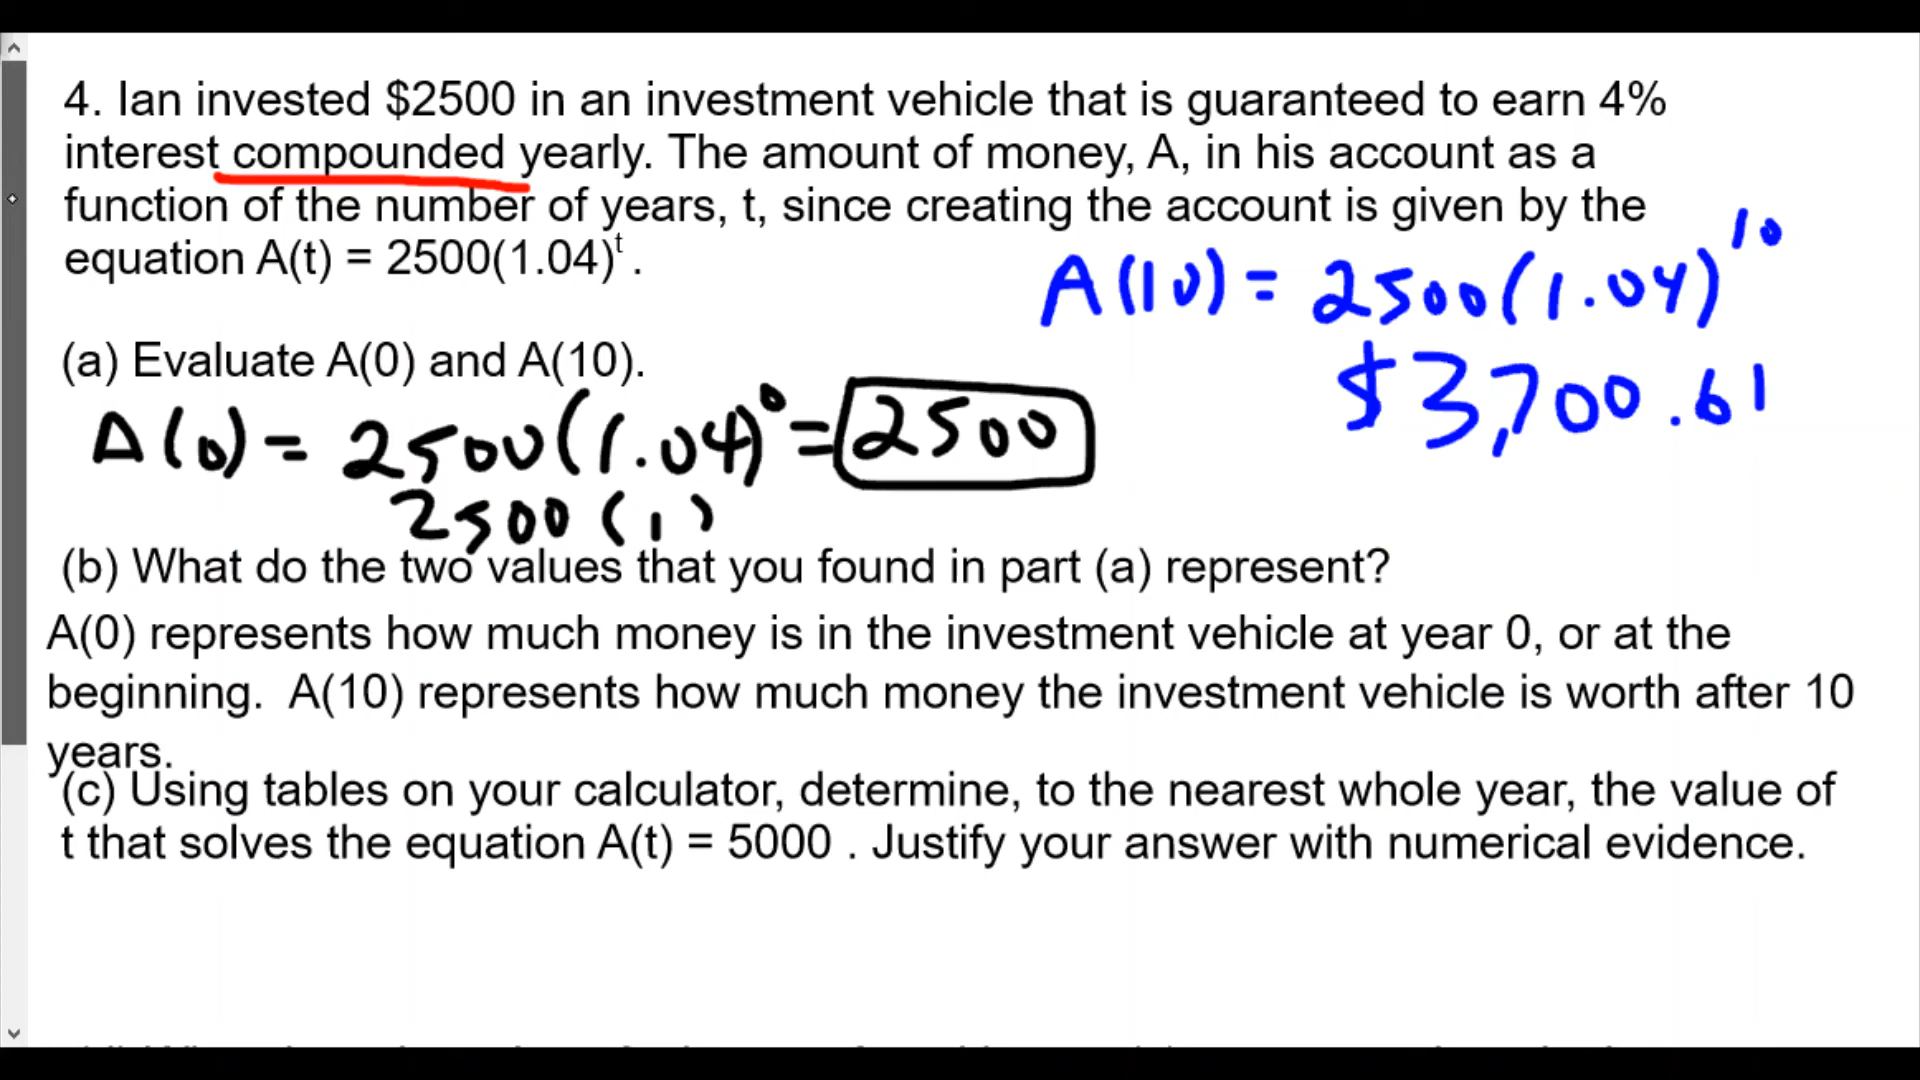 4. Ian invested $2500 in an investment vehicle that is guaranteed to earn 4%
interest compounded yearly. The amount of money, A, in his account as a
function of the number of years, t, since creating the account is given by the
equation A(t) = 2500(1.04)ᵗ .
A(10) = 2500(1.04)¹⁰
$3,700.61
(a) Evaluate A(0) and A(10).
A(0) = 2500(1.04)⁰ = 2500
2500(1)
(b) What do the two values that you found in part (a) represent?
A(0) represents how much money is in the investment vehicle at year 0, or at the
beginning. A(10) represents how much money the investment vehicle is worth after 10
years.
(c) Using tables on your calculator, determine, to the nearest whole year, the value of
t that solves the equation A(t) = 5000 . Justify your answer with numerical evidence.